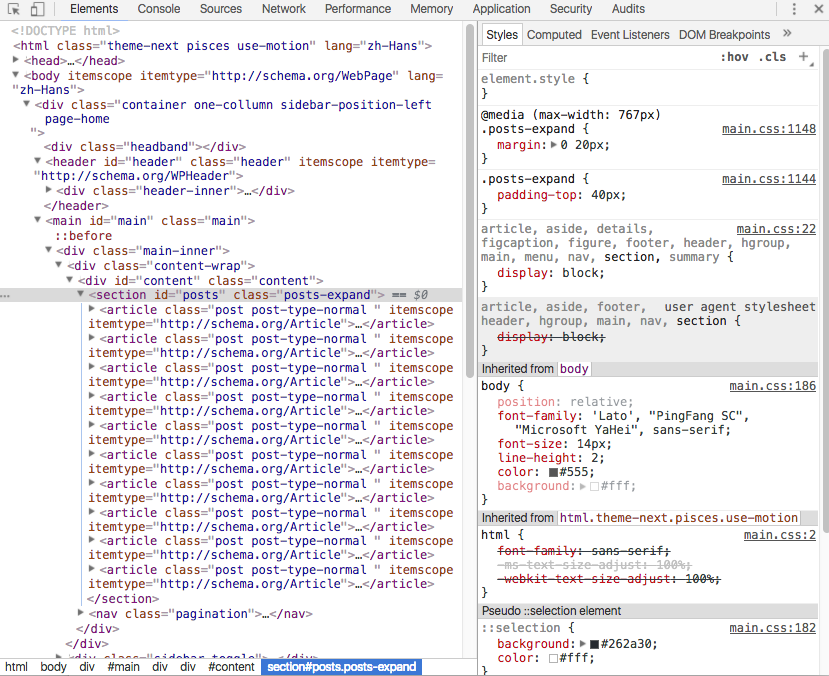 Elements Console Sources Network Performance Memory Application Security Audits
<!DOCTYPE html>
<html class="theme-next pisces use-motion" lang="zh-Hans">
<head>…</head>
<body itemscope itemtype="http://schema.org/WebPage" lang=
"zh-Hans">
<div class="container one-collumn sidebar-position-left
page-home
">
<div class="headband"></div>
<header id="header" class="header" itemscope itemtype=
"http://schema.org/WPHeader">
<div class="header-inner">…</div>
</header>
<main id="main" class="main">
::before
<div class="main-inner">
<div class="content-wrap">
<div id="content" class="content">
… <section id="posts" class="posts-expand"> == $0
<article class="post post-type-normal " itemscope
itemtype="http://schema.org/Article">…</article>
<article class="post post-type-normal " itemscope
itemtype="http://schema.org/Article">…</article>
<article class="post post-type-normal " itemscope
itemtype="http://schema.org/Article">…</article>
<article class="post post-type-normal " itemscope
itemtype="http://schema.org/Article">…</article>
<article class="post post-type-normal " itemscope
itemtype="http://schema.org/Article">…</article>
<article class="post post-type-normal " itemscope
itemtype="http://schema.org/Article">…</article>
<article class="post post-type-normal " itemscope
itemtype="http://schema.org/Article">…</article>
<article class="post post-type-normal " itemscope
itemtype="http://schema.org/Article">…</article>
<article class="post post-type-normal " itemscope
itemtype="http://schema.org/Article">…</article>
<article class="post post-type-normal " itemscope
itemtype="http://schema.org/Article">…</article>
</section>
<nav class="pagination">…</nav>
</div>
</div>
<div class="sidebar-toggle">…</div>
html body div #main div div #content section#posts.posts-expand
Styles Computed Event Listeners DOM Breakpoints »
Filter :hov .cls +
element.style {
}
@media (max-width: 767px)
.posts-expand { main.css:1148
margin: 0 20px;
}
.posts-expand { main.css:1144
padding-top: 40px;
}
article, aside, details, main.css:22
figcaption, figure, footer, header, hgroup,
main, menu, nav, section, summary {
display: block;
}
article, aside, footer, user agent stylesheet
header, hgroup, main, nav, section {
display: block;
}
Inherited from body
body { main.css:186
position: relative;
font-family: 'Lato', "PingFang SC",
"Microsoft YaHei", sans-serif;
font-size: 14px;
line-height: 2;
color: #555;
background: #fff;
}
Inherited from html.theme-next.pisces.use-motion
html { main.css:2
font-family: sans-serif;
-ms-text-size-adjust: 100%;
-webkit-text-size-adjust: 100%;
}
Pseudo ::selection element
::selection { main.css:182
background: #262a30;
color: #fff;
}